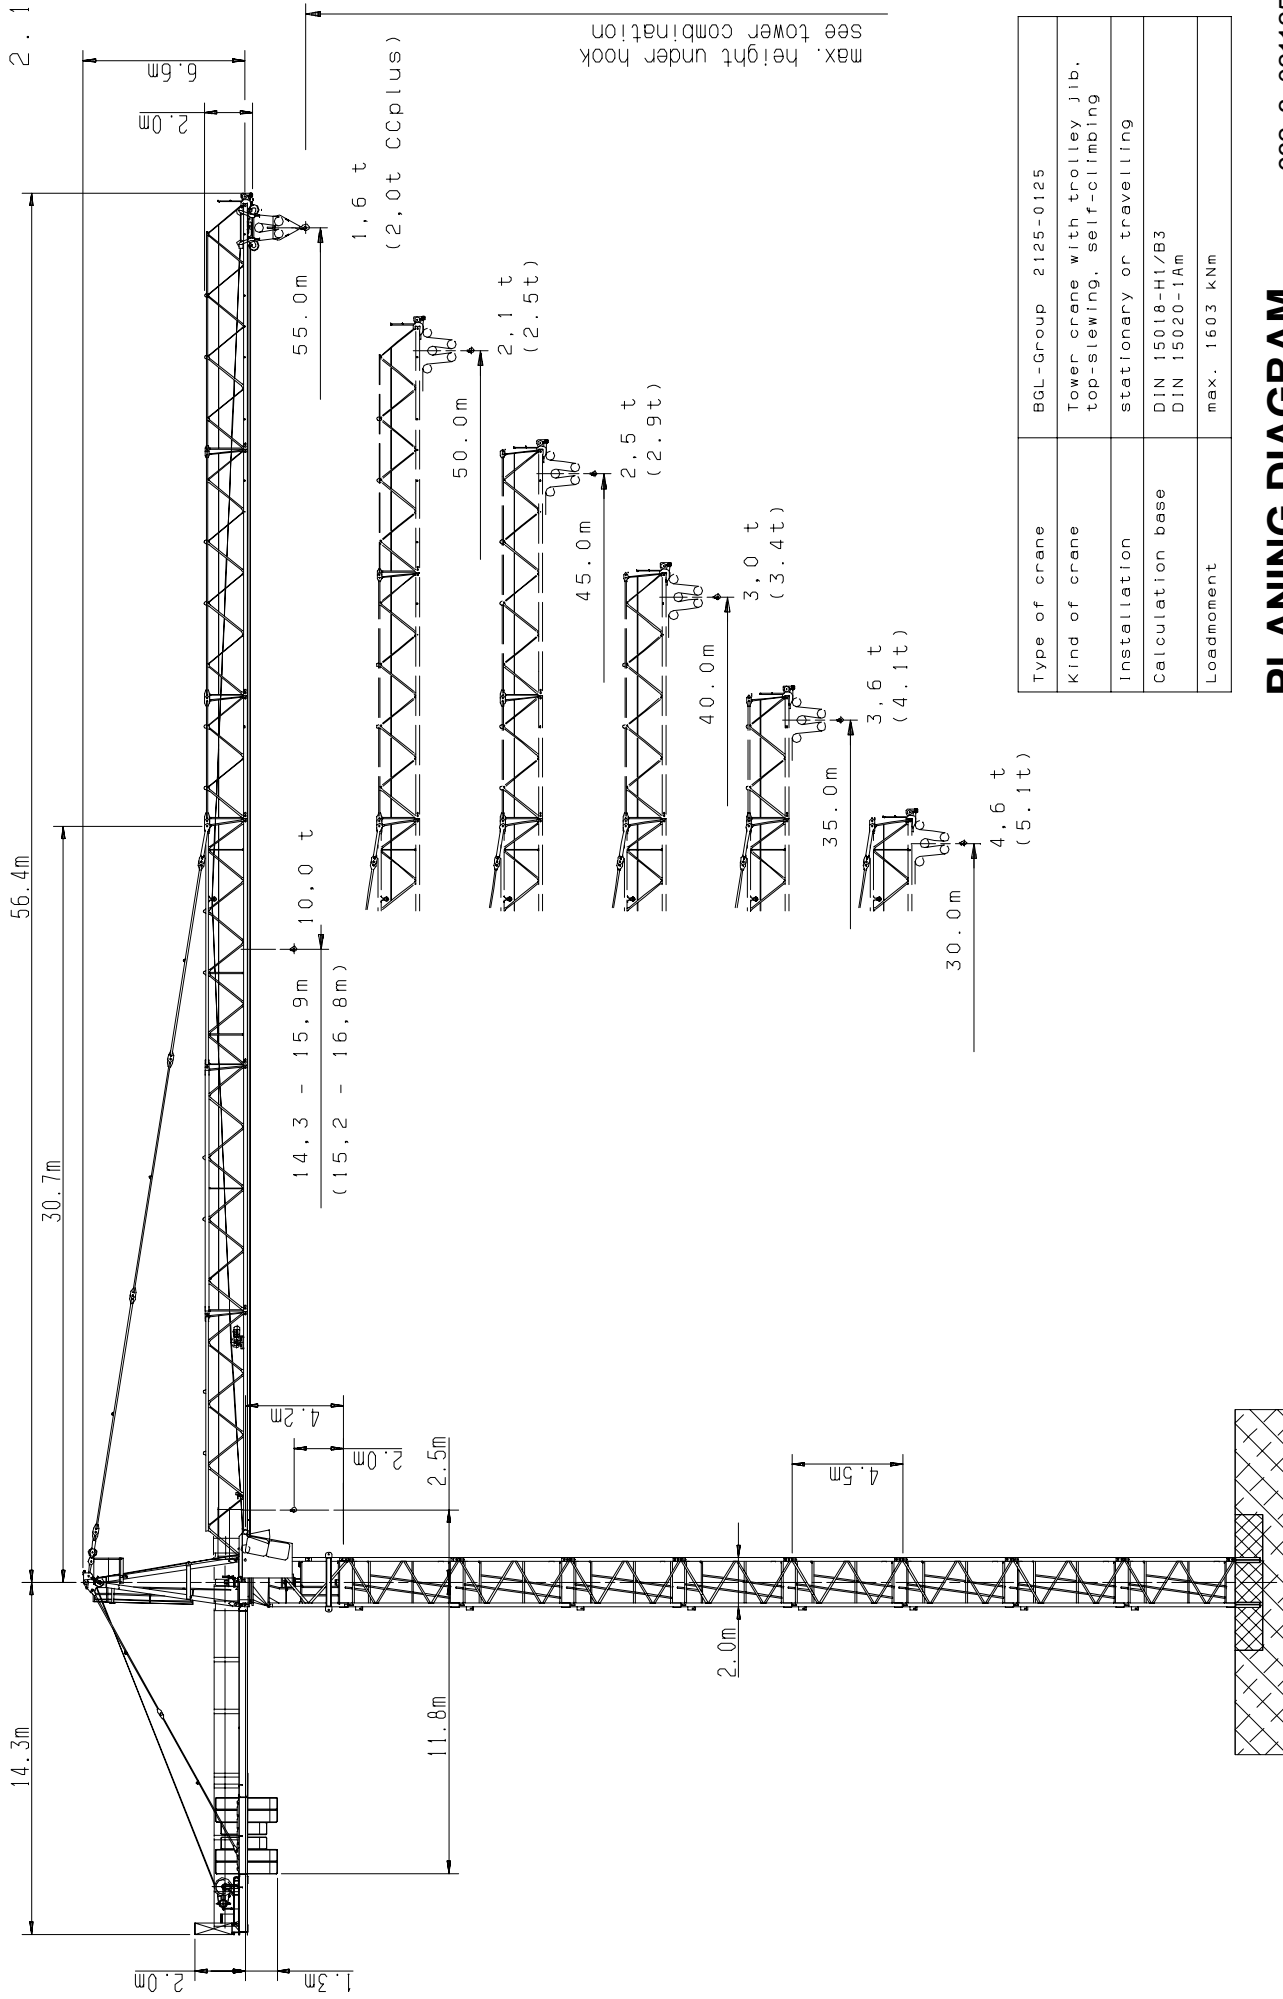 2.1
56.4m
14.3m
30.7m
6.6m
2.0m
2.0m
1.3m
max. height under hook
see tower combination
55.0m
1,6 t
(2,0t CCplus)
10,0 t
14,3 - 15,9m
(15,2 - 16,8m)
50.0m
2,1 t
(2.5t)
45.0m
2,5 t
(2.9t)
40.0m
3,0 t
(3.4t)
35.0m
3,6 t
(4.1t)
30.0m
4,6 t
(5.1t)
4.2m
2.0m
2.5m
11.8m
4.5m
2.0m
Type of crane BGL-Group 2125-0125
Kind of crane Tower crane with trolley jib,
top-slewing, self-climbing
Installation stationary or travelling
Calculation base DIN 15018-H1/B3
DIN 15020-1Am
Loadmoment max. 1603 kNm
PLANING DIAGRAM